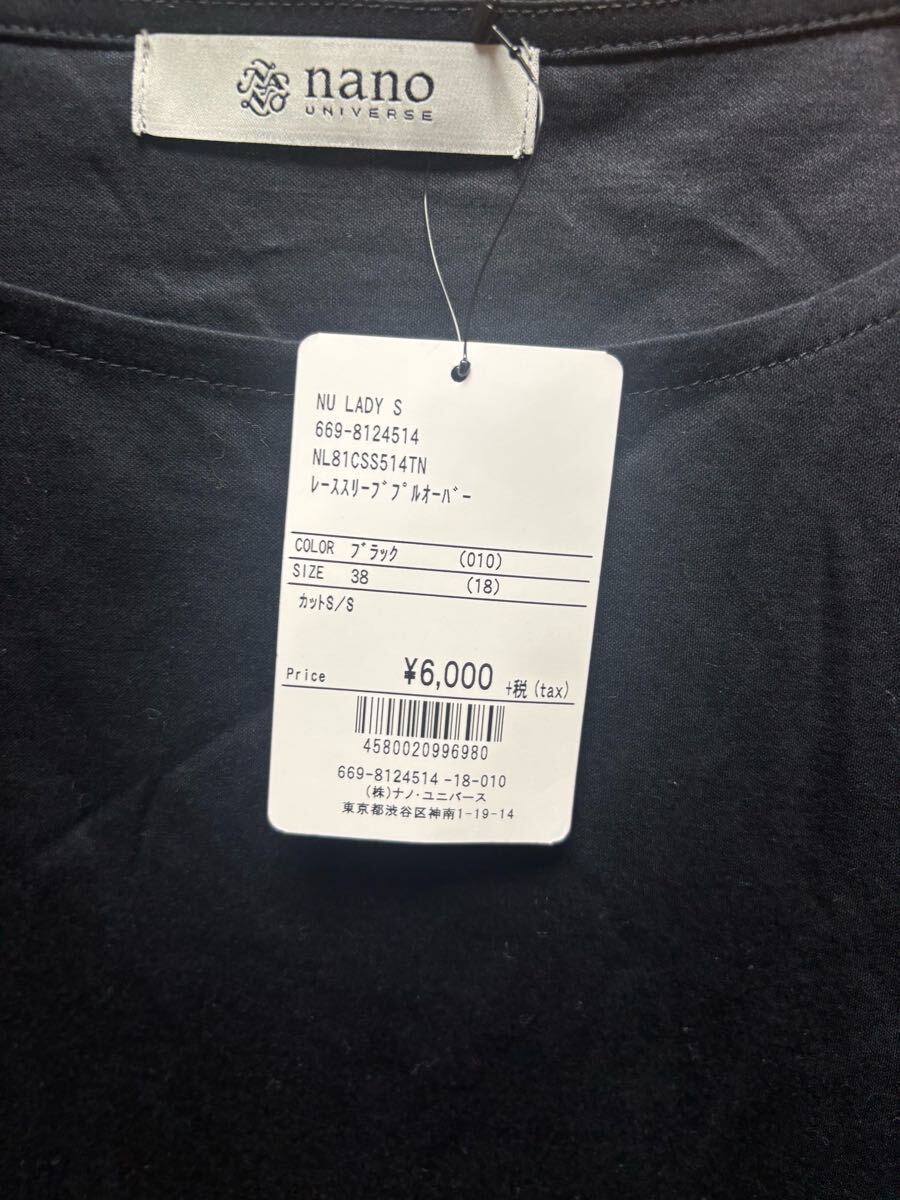 nano
UNIVERSE
NU LADY S
669-8124514
NL81CSS514TN
ﾚｰｽｽﾘｰﾌﾞﾌﾟﾙｵｰﾊﾞｰ
COLOR ﾌﾞﾗｯｸ (010)
SIZE 38 (18)
ｶｯﾄS/S
Price ¥6,000 +税(tax)
4580020996980
669-8124514-18-010
(株)ナノ・ユニバース
東京都渋谷区神南1-19-14